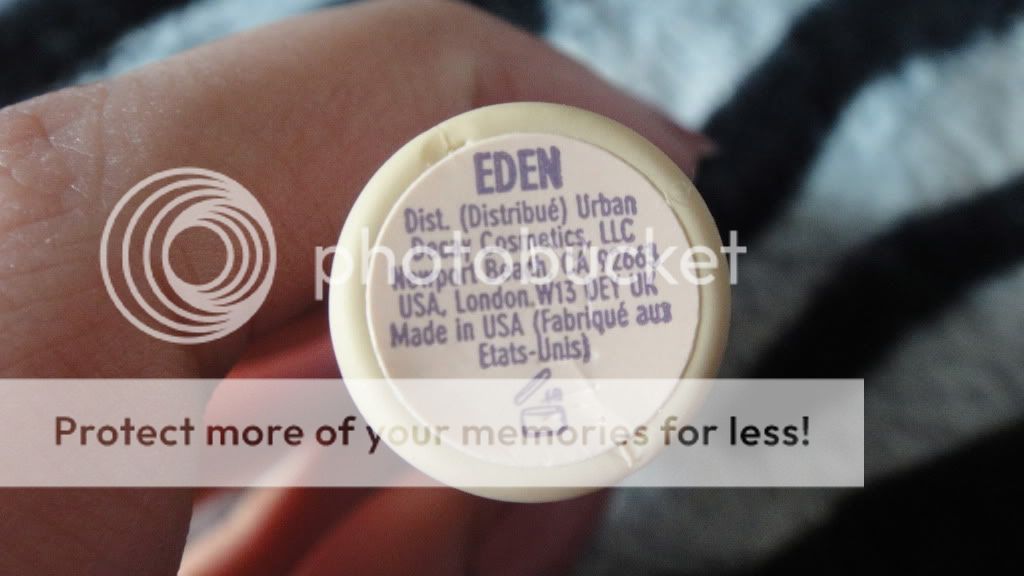 EDEN
Dist. (Distribué) Urban
Decay Cosmetics, LLC
photobucket
Newport Beach, CA
USA, London, W13 UK
Made in USA (Fabriqué aux
Etats-Unis)
Protect more of your memories for less!